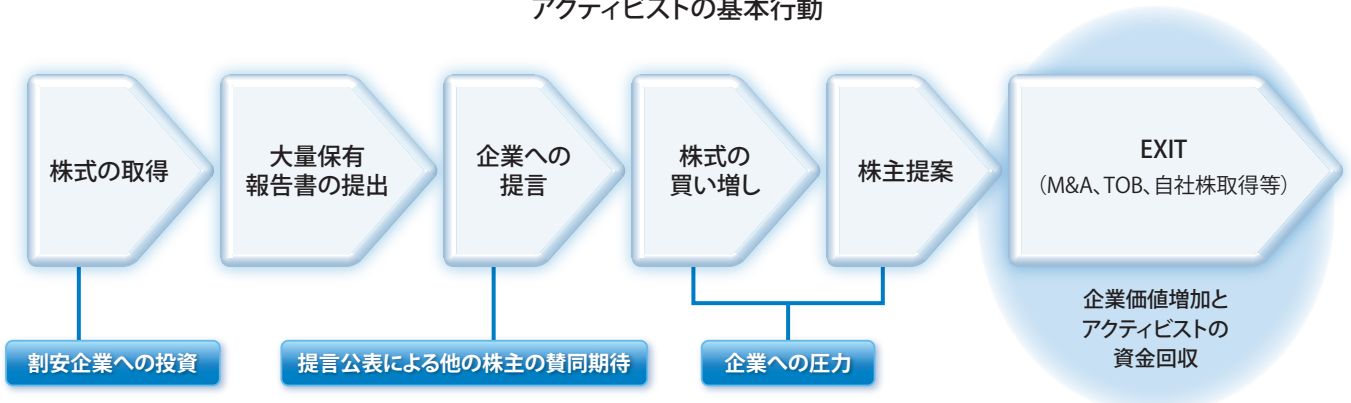 アクティビストの基本行動
株式の取得
大量保有
報告書の提出
企業への
提言
株式の
買い増し
株主提案
EXIT
（M&A、TOB、自社株取得等）
割安企業への投資
提言公表による他の株主の賛同期待
企業への圧力
企業価値増加と
アクティビストの
資金回収